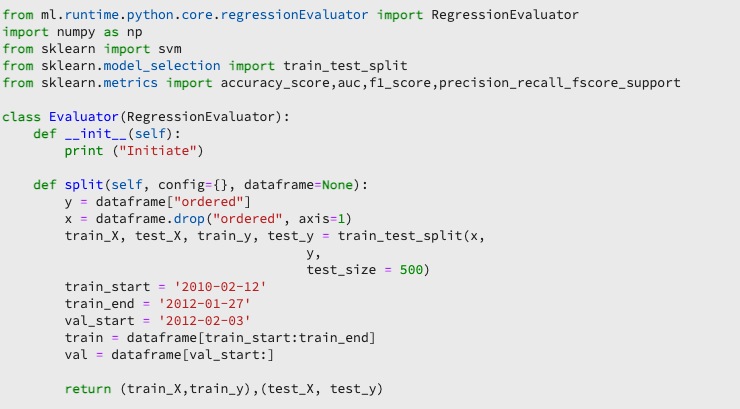 from ml.runtime.python.core.regressionEvaluator import RegressionEvaluator
import numpy as np
from sklearn import svm
from sklearn.model_selection import train_test_split
from sklearn.metrics import accuracy_score,auc,f1_score,precision_recall_fscore_support

class Evaluator(RegressionEvaluator):
    def __init__(self):
        print ("Initiate")

    def split(self, config={}, dataframe=None):
        y = dataframe["ordered"]
        x = dataframe.drop("ordered", axis=1)
        train_X, test_X, train_y, test_y = train_test_split(x,
                                       y,
                                       test_size = 500)
        train_start = '2010-02-12'
        train_end = '2012-01-27'
        val_start = '2012-02-03'
        train = dataframe[train_start:train_end]
        val = dataframe[val_start:]

        return (train_X,train_y),(test_X, test_y)